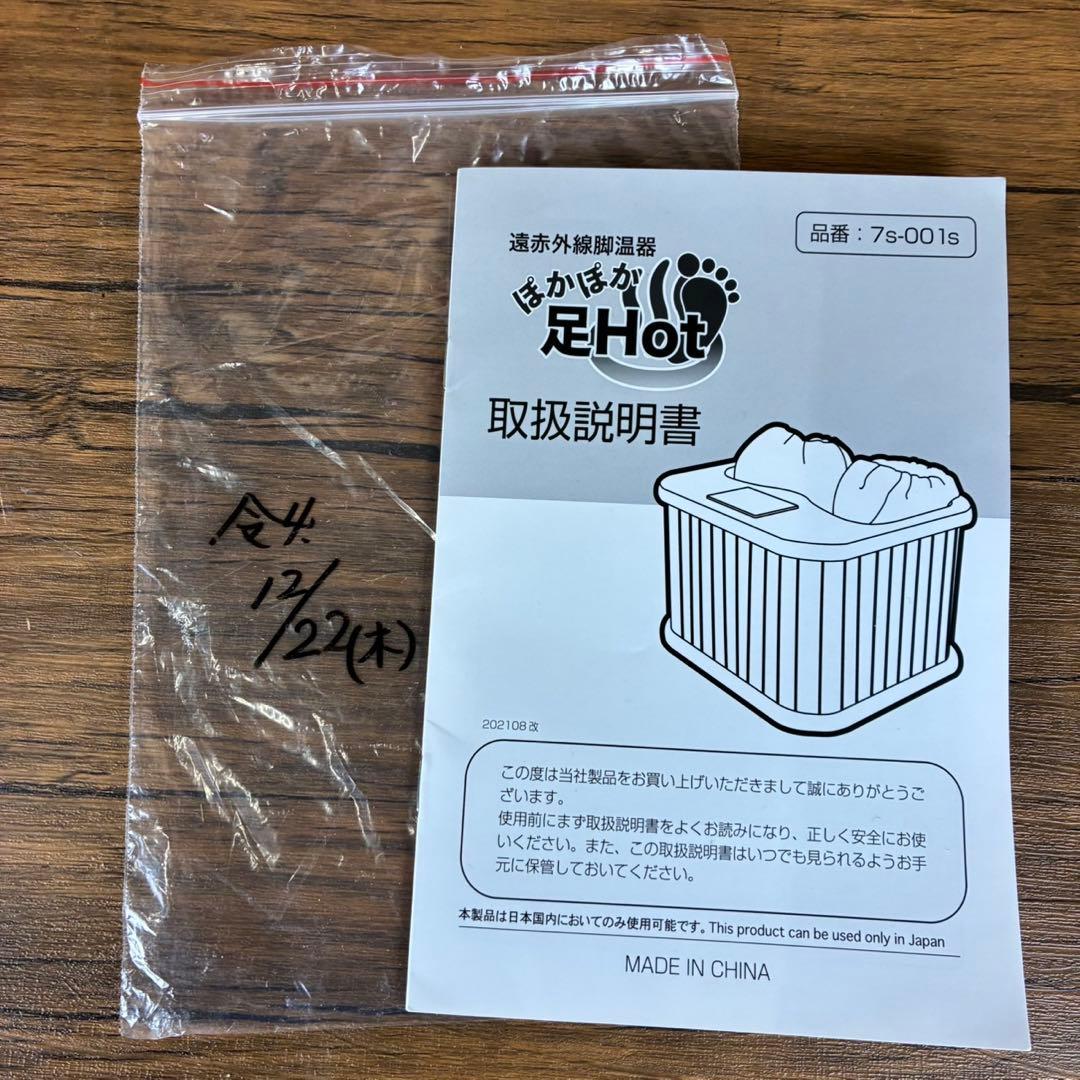 令4.
12/22(木)
品番：7s-001s
遠赤外線脚温器
ぽかぽか
足Hot
取扱説明書
202108改
この度は当社製品をお買い上げいただきまして誠にありがとうご
ざいます。
使用前にまず取扱説明書をよくお読みになり、正しく安全にお使
いください。また、この取扱説明書はいつでも見られるようお手
元に保管しておいてください。
本製品は日本国内においてのみ使用可能です。This product can be used only in Japan
MADE IN CHINA